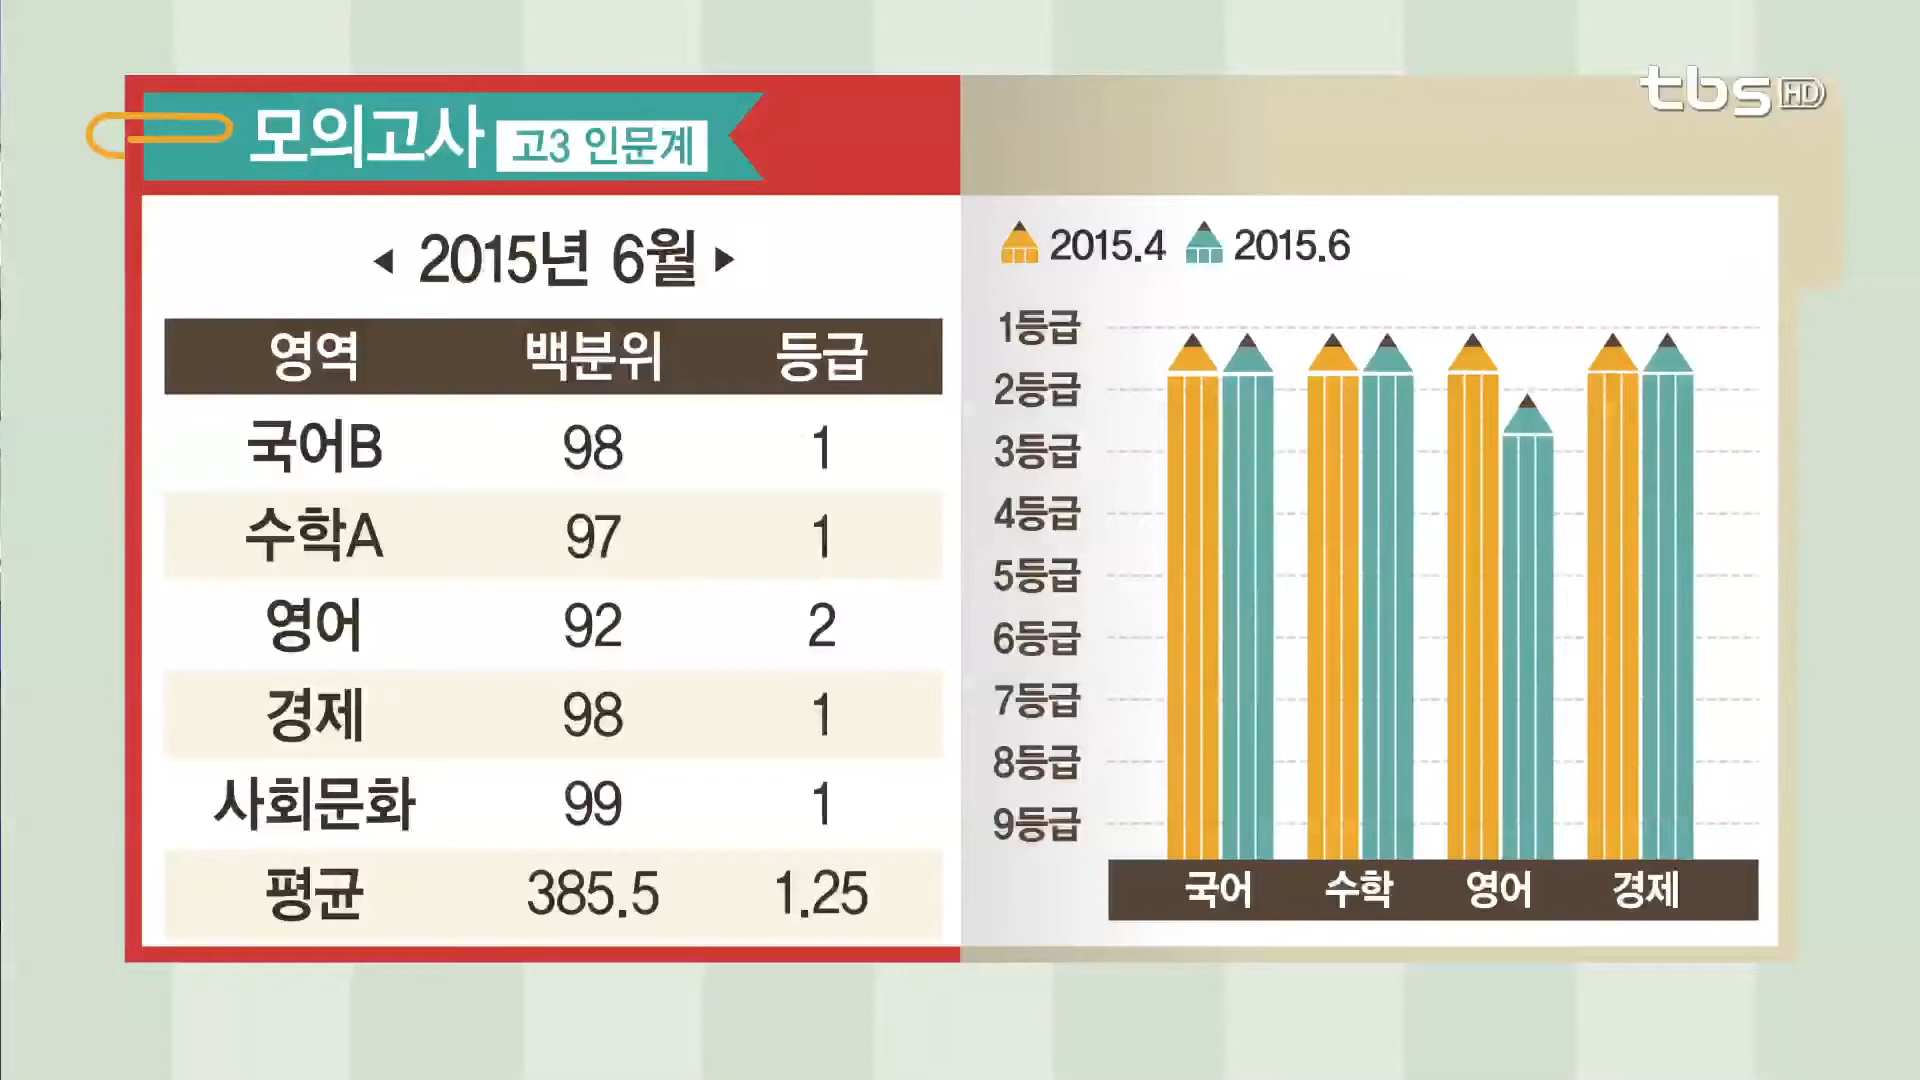 tbs HD
모의고사 고3 인문계
◀ 2015년 6월 ▶
영역 백분위 등급
국어B 98 1
수학A 97 1
영어 92 2
경제 98 1
사회문화 99 1
평균 385.5 1.25
2015.4 2015.6
1등급
2등급
3등급
4등급
5등급
6등급
7등급
8등급
9등급
국어 수학 영어 경제